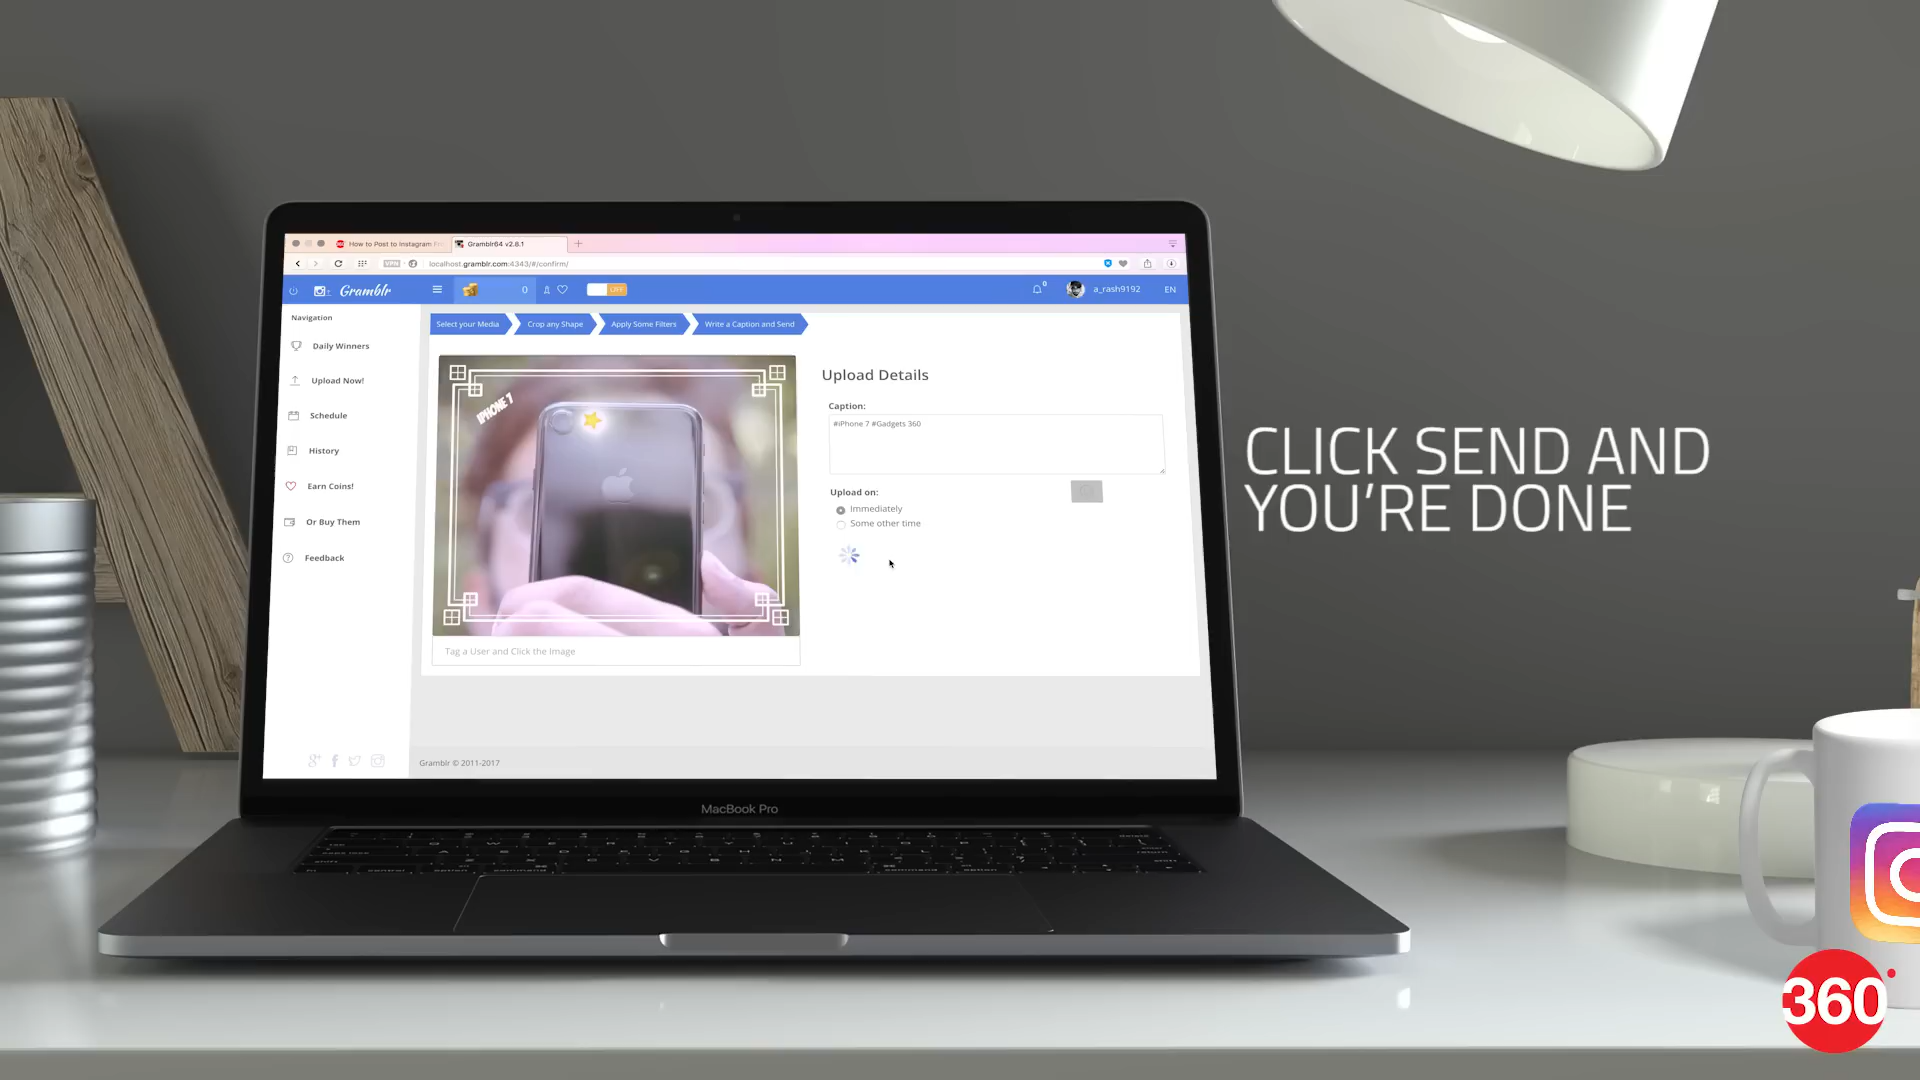 How to Post to Instagram Fr
Gramblr64 v2.8.1
VPN
localhost.gramblr.com:4343/#/confirm/
Gramblr
0
OFF
0
a_rash9192
EN
Navigation
Daily Winners
Upload Now!
Schedule
History
Earn Coins!
Or Buy Them
Feedback
Select your Media
Crop any Shape
Apply Some Filters
Write a Caption and Send
IPHONE 7
Tag a User and Click the Image
Upload Details
Caption:
#iPhone 7 #Gadgets 360
Upload on:
Immediately
Some other time
Gramblr © 2011-2017
MacBook Pro
CLICK SEND AND
YOU'RE DONE
360